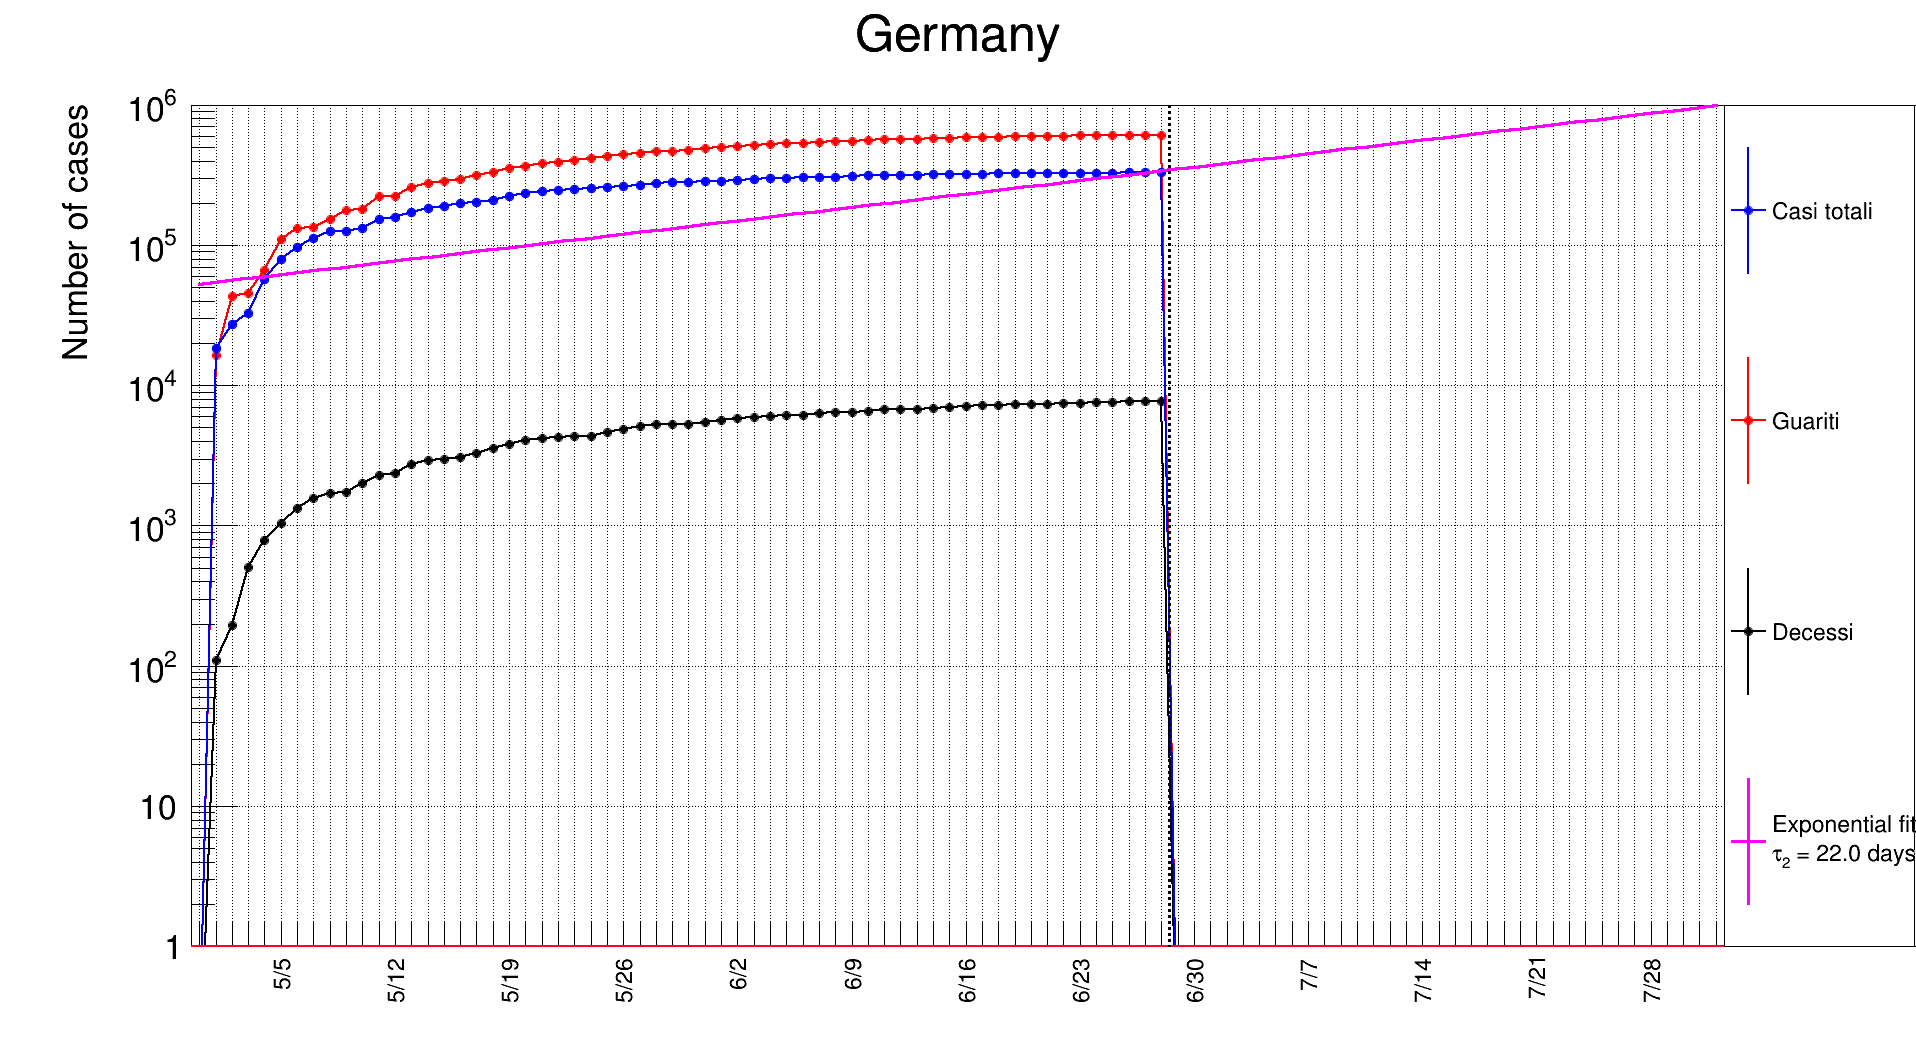 Germany
Number of cases
10^6
10^5
10^4
10^3
10^2
10
1
5/5
5/12
5/19
5/26
6/2
6/9
6/16
6/23
6/30
7/7
7/14
7/21
7/28
Casi totali
Guariti
Decessi
Exponential fit
τ_2 = 22.0 days